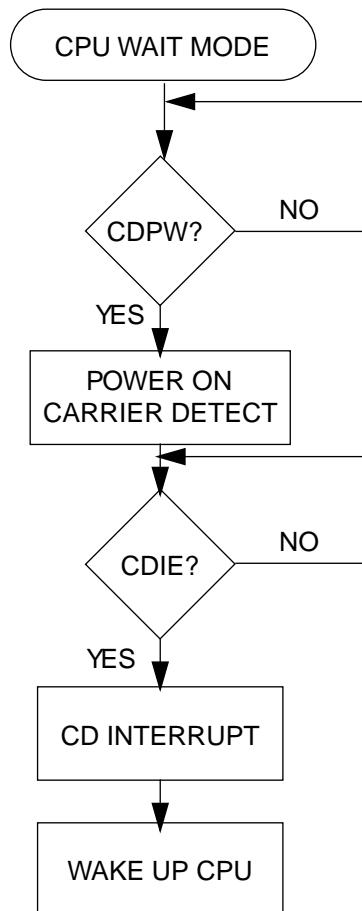 CPU WAIT MODE
CDPW?
NO
YES
POWER ON
CARRIER DETECT
CDIE?
NO
YES
CD INTERRUPT
WAKE UP CPU